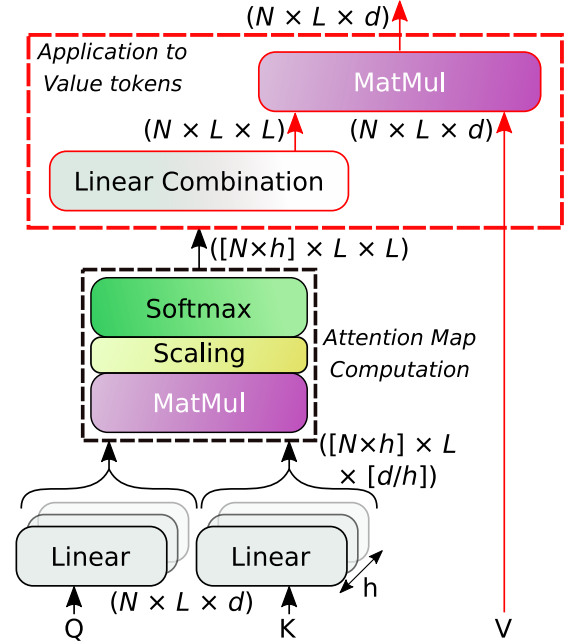 (N × L × d)
Application to
Value tokens
MatMul
(N × L × L)
(N × L × d)
Linear Combination
([N×h] × L × L)
Softmax
Scaling
MatMul
Attention Map
Computation
([N×h] × L
× [d/h])
Linear
Linear
h
(N × L × d)
Q
K
V